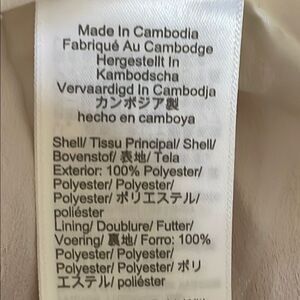 Made In Cambodia
Fabriqué Au Cambodge
Hergestellt In
Kambodscha
Vervaardigd In Cambodja
カンボジア製
hecho en camboya
Shell/ Tissu Principal/ Shell/
Bovenstof/ 表地/ Tela
Exterior: 100% Polyester/
Polyester/ Polyester/
Polyester/ ポリエステル/
poliéster
Lining/ Doublure/ Futter/
Voering/ 裏地/ Forro: 100%
Polyester/ Polyester/
Polyester/ Polyester/ ポリ
エステル/ poliéster